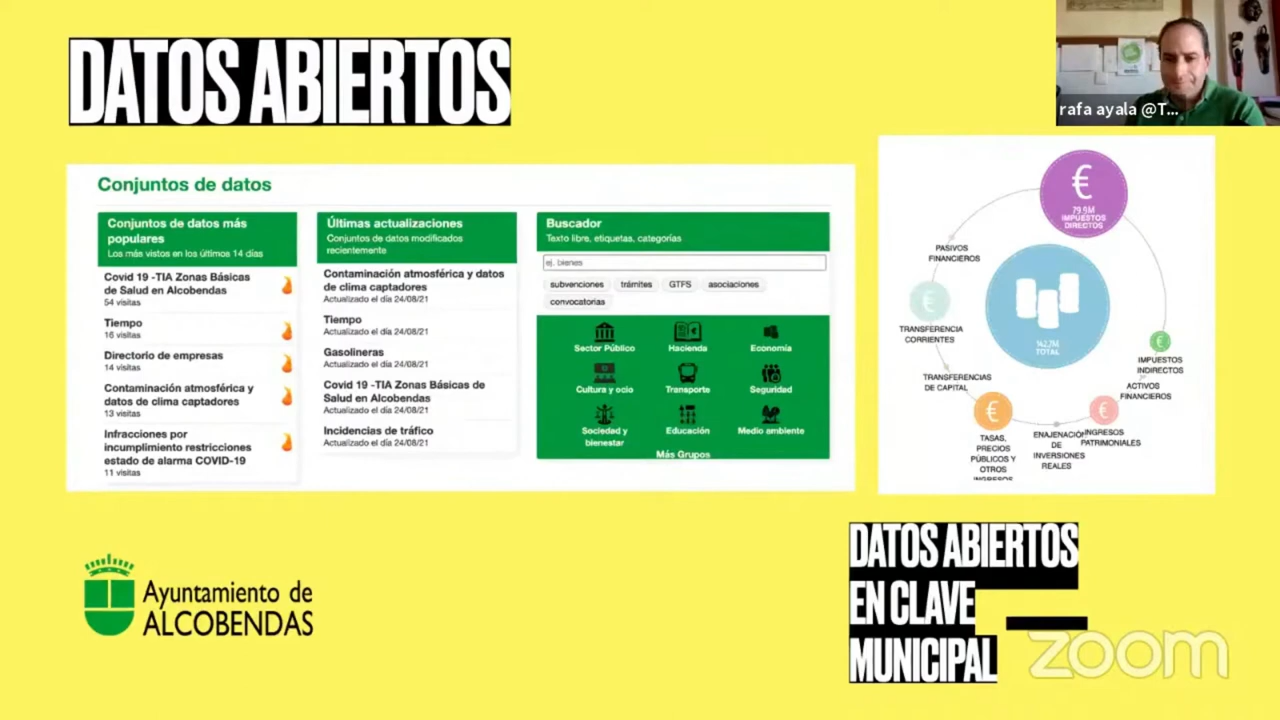 DATOS ABIERTOS
rafa ayala @T...
Conjuntos de datos
Conjuntos de datos más
populares
Los más vistos en los últimos 14 días
Covid 19 -TIA Zonas Básicas
de Salud en Alcobendas
54 visitas
Tiempo
16 visitas
Directorio de empresas
14 visitas
Contaminación atmosférica y
datos de clima captadores
13 visitas
Infracciones por
incumplimiento restricciones
estado de alarma COVID-19
11 visitas
Últimas actualizaciones
Conjuntos de datos modificados
recientemente
Contaminación atmosférica y datos
de clima captadores
Actualizado el día 24/08/21
Tiempo
Actualizado el día 24/08/21
Gasolineras
Actualizado el día 24/08/21
Covid 19 -TIA Zonas Básicas de
Salud en Alcobendas
Actualizado el día 24/08/21
Incidencias de tráfico
Actualizado el día 24/08/21
Buscador
Texto libre, etiquetas, categorías
ej. bienes
subvenciones trámites GTFS asociaciones
convocatorias
Sector Público Hacienda Economía
Cultura y ocio Transporte Seguridad
Sociedad y
bienestar
Educación Medio ambiente
Más Grupos
€
79.9M
IMPUESTOS
DIRECTOS
PASIVOS
FINANCIEROS
€
TRANSFERENCIA
CORRIENTES
142.7M
TOTAL
€
IMPUESTOS
INDIRECTOS
TRANSFERENCIAS
DE CAPITAL
ACTIVOS
FINANCIEROS
€
TASAS,
PRECIOS
PÚBLICOS Y
OTROS
INGRESOS
ENAJENACIÓN
DE
INVERSIONES
REALES
€
INGRESOS
PATRIMONIALES
Ayuntamiento de
ALCOBENDAS
DATOS ABIERTOS
EN CLAVE
MUNICIPAL
zoom